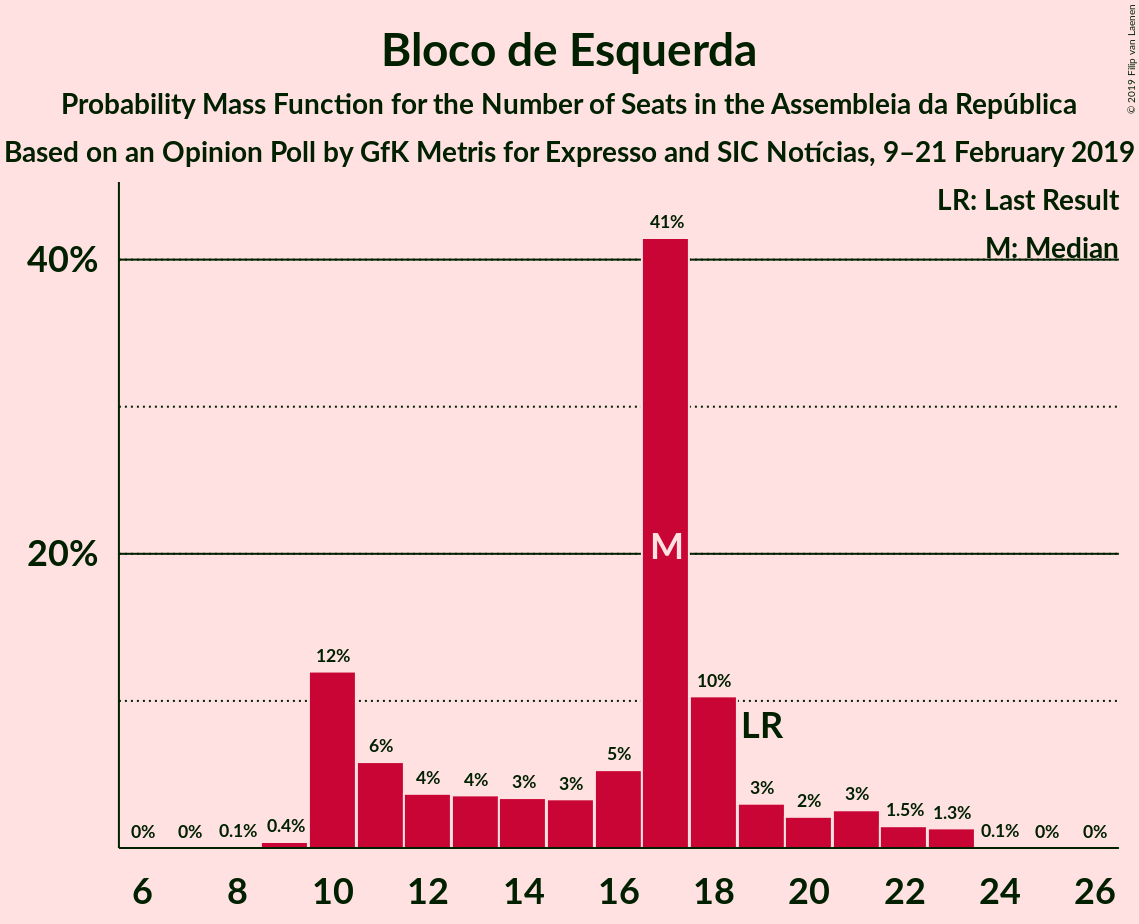 Bloco de Esquerda
Probability Mass Function for the Number of Seats in the Assembleia da República
Based on an Opinion Poll by GfK Metris for Expresso and SIC Notícias, 9–21 February 2019
© 2019 Filip van Laenen
LR: Last Result
M: Median
40%
20%
0% 0% 0.1% 0.4% 12% 6% 4% 4% 3% 3% 5% 41% 10% 3% 2% 3% 1.5% 1.3% 0.1% 0% 0%
M
LR
6 8 10 12 14 16 18 20 22 24 26